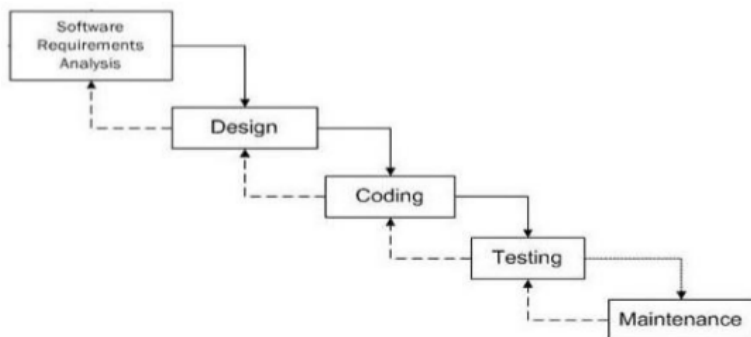 Software
Requirements
Analysis
Design
Coding
Testing
Maintenance